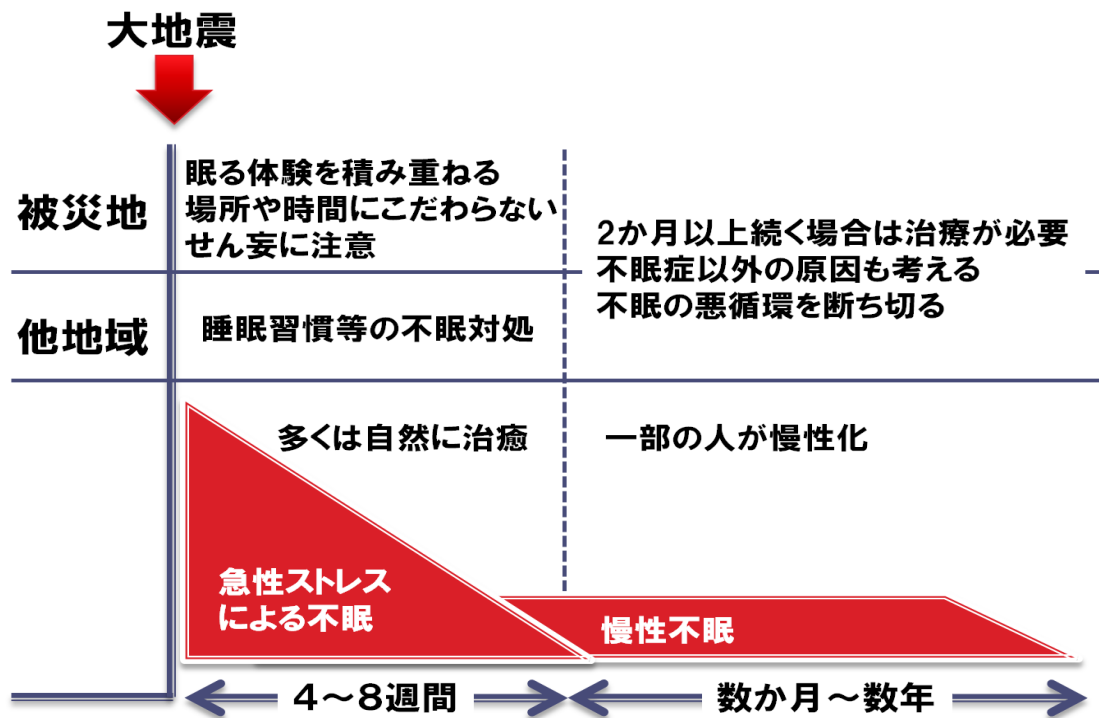 大地震
被災地
眠る体験を積み重ねる
場所や時間にこだわらない
せん妄に注意
2か月以上続く場合は治療が必要
不眠症以外の原因も考える
不眠の悪循環を断ち切る
他地域
睡眠習慣等の不眠対処
多くは自然に治癒
一部の人が慢性化
急性ストレス
による不眠
慢性不眠
4～8週間
数か月～数年